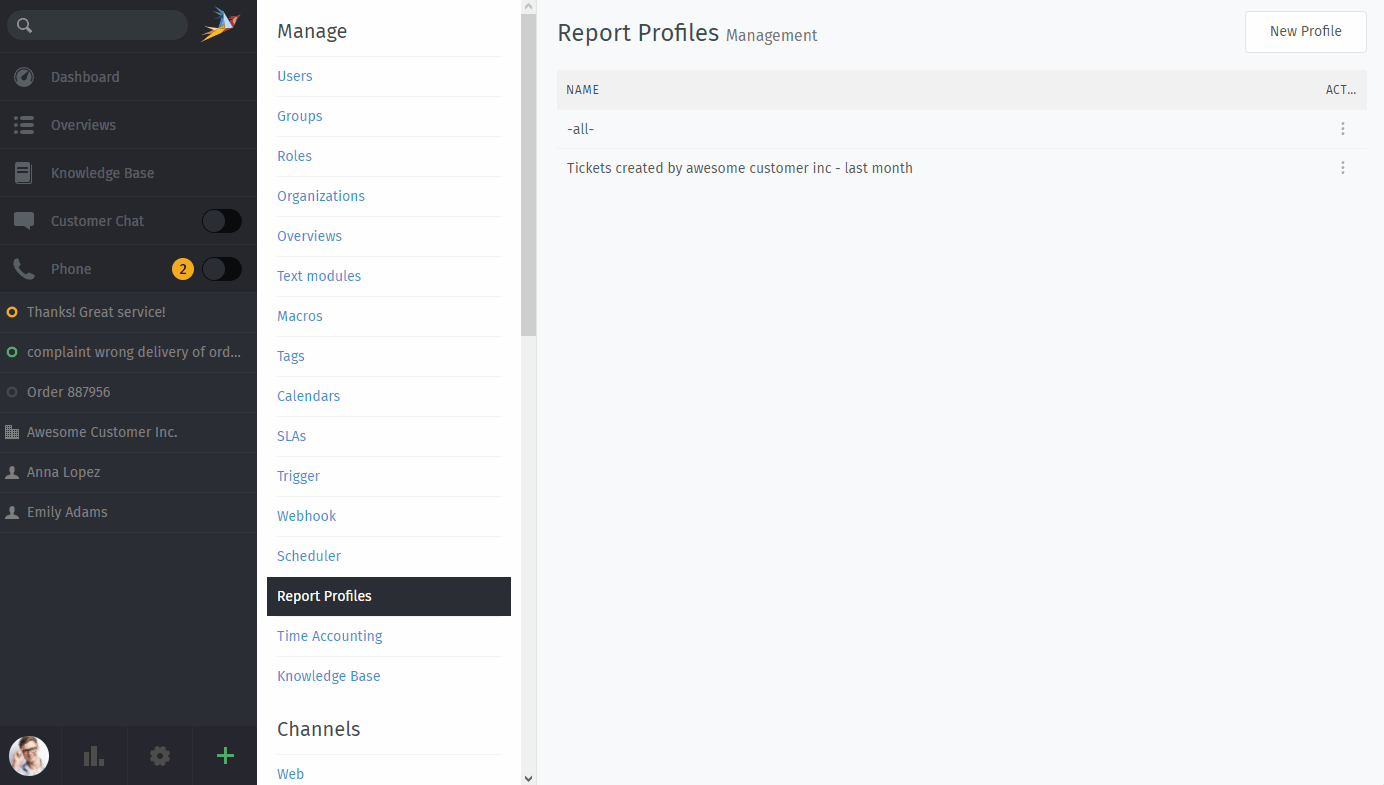 Dashboard
Overviews
Knowledge Base
Customer Chat
Phone 2
Thanks! Great service!
complaint wrong delivery of ord...
Order 887956
Awesome Customer Inc.
Anna Lopez
Emily Adams
Manage
Users
Groups
Roles
Organizations
Overviews
Text modules
Macros
Tags
Calendars
SLAs
Trigger
Webhook
Scheduler
Report Profiles
Time Accounting
Knowledge Base
Channels
Web
Report Profiles Management
New Profile
NAME ACT...
-all-
Tickets created by awesome customer inc - last month